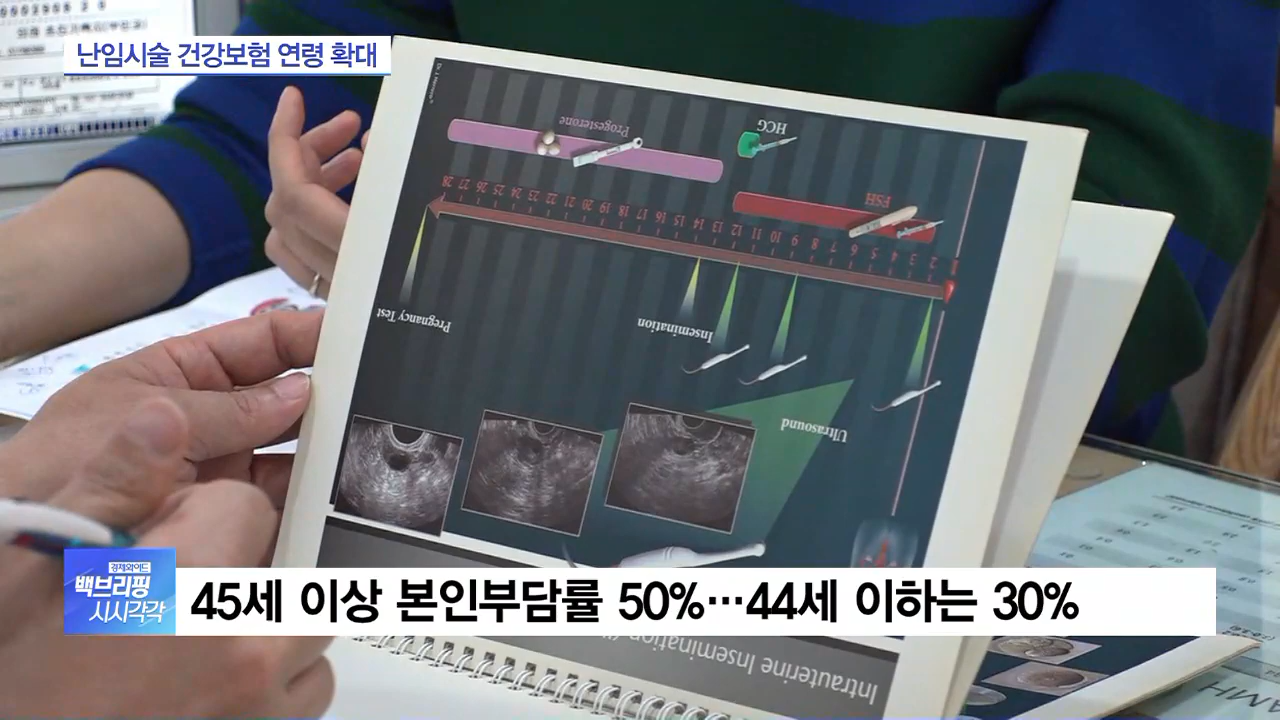 난임시술 건강보험 연령 확대
Dr. J. Hwang's
Progesterone
HCG
FSH
28 27 26 25 24 23 22 21 20 19 18 17 16 15 14 13 12 11 10 9 8 7 6 5 4 3 2 1
Pregnancy Test
Insemination
Ultrasound
Intrauterine Insemination
AMH
경제와이드
백브리핑
시시각각
45세 이상 본인부담률 50%…44세 이하는 30%